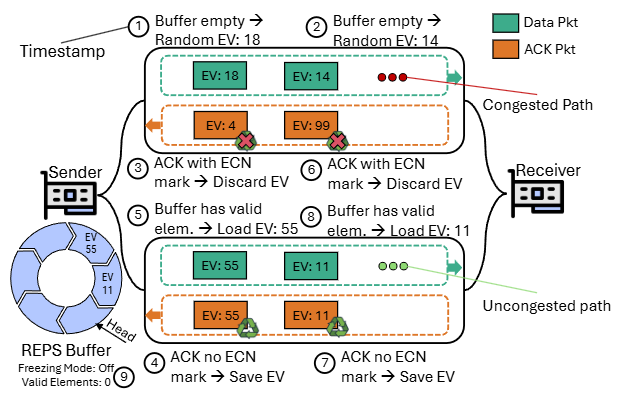 1 Buffer empty →
Random EV: 18
2 Buffer empty →
Random EV: 14
Data Pkt
ACK Pkt
Timestamp
EV: 18
EV: 14
Congested Path
EV: 4
EV: 99
3 ACK with ECN
mark → Discard EV
6 ACK with ECN
mark → Discard EV
Sender
Receiver
5 Buffer has valid
elem. → Load EV: 55
8 Buffer has valid
elem. → Load EV: 11
EV
55
EV
11
EV: 55
EV: 11
Uncongested path
EV: 55
EV: 11
Head
REPS Buffer
Freezing Mode: Off
Valid Elements: 0
9
4 ACK no ECN
mark → Save EV
7 ACK no ECN
mark → Save EV